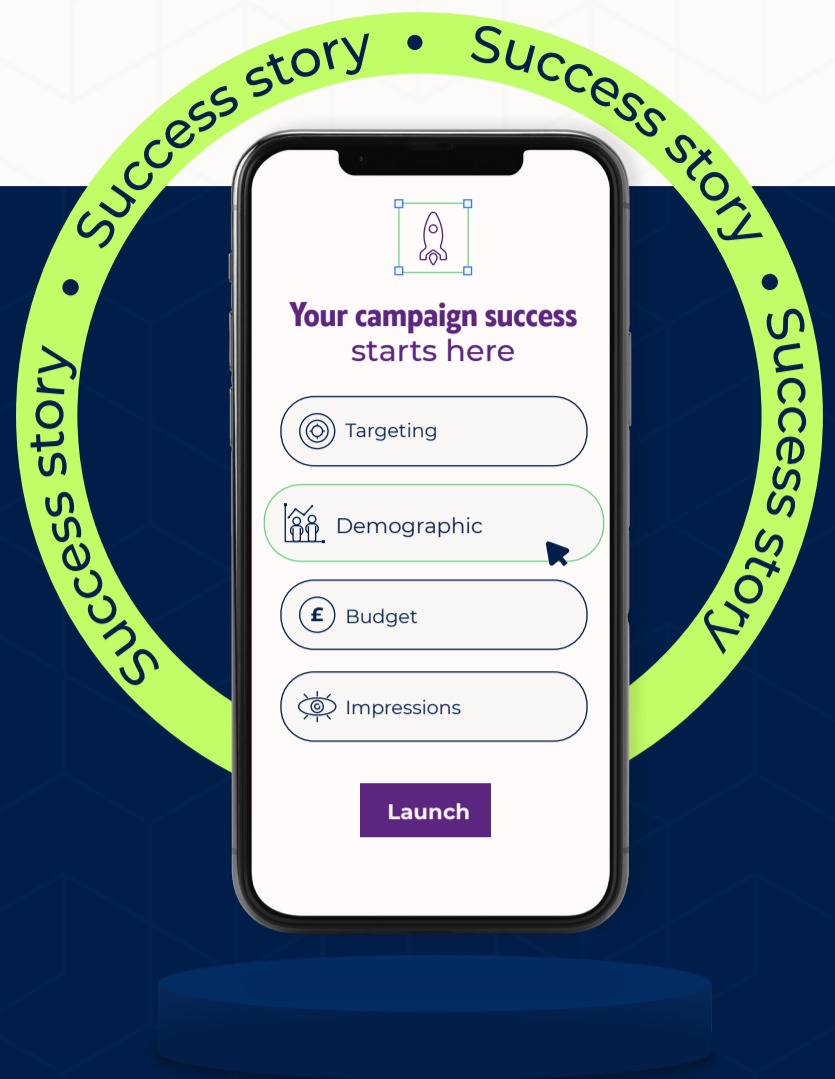 Success story • Success story • Success story • Success story
Your campaign success
starts here
Targeting
Demographic
£ Budget
Impressions
Launch